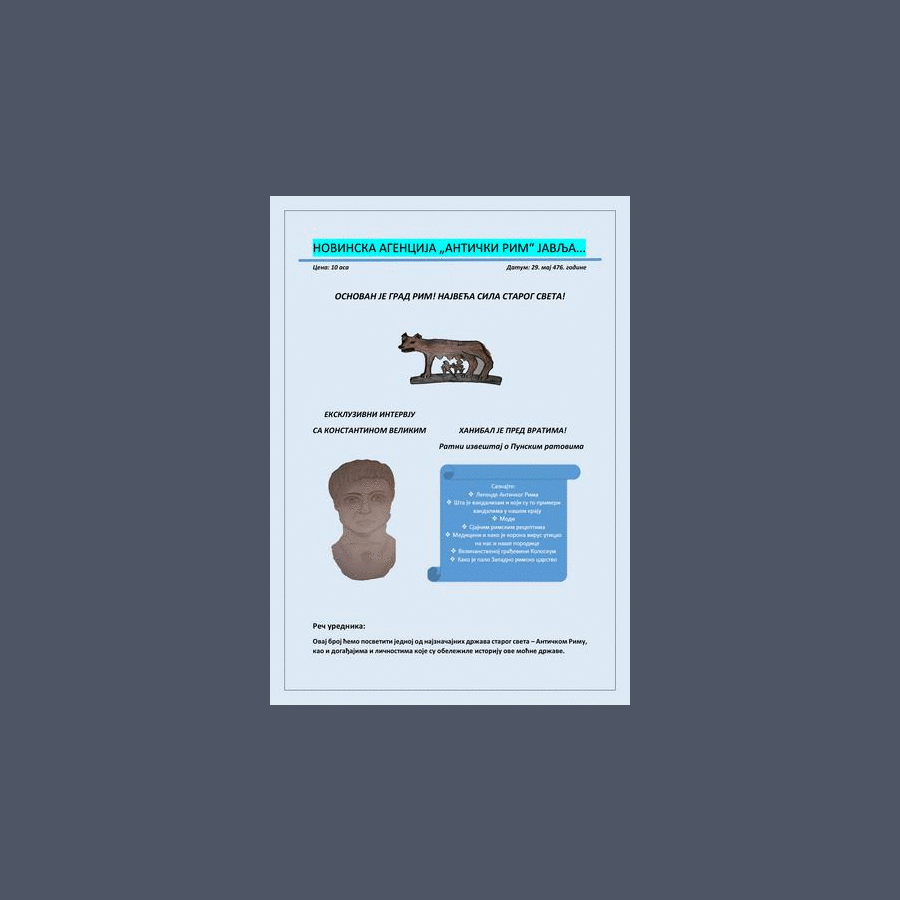 НОВИНСКА АГЕНЦИЈА „АНТИЧКИ РИМ“ ЈАВЉА...
Цена: 10 аса
Датум: 29. мај 476. године
ОСНОВАН ЈЕ ГРАД РИМ! НАЈВЕЋА СИЛА СТАРОГ СВЕТА!
ЕКСКЛУЗИВНИ ИНТЕРВЈУ
СА КОНСТАНТИНОМ ВЕЛИКИМ
ХАНИБАЛ ЈЕ ПРЕД ВРАТИМА!
Ратни извештај о Пунским ратовима
Сазнајте:
❖ Легенде Античког Рима
❖ Шта је вандализам и који су то примери
вандализма у нашем крају
❖ Моди
❖ Сјајним римским рецептима
❖ Медицини и како је корона вирус утицао
на нас и наше породице
❖ Величанственој грађевини Колосеум
❖ Како је пало Западно римско царство
Реч уредника:
Овај број ћемо посветити једној од најзначајних држава старог света – Античком Риму,
као и догађајима и личностима које су обележиле историју ове моћне државе.